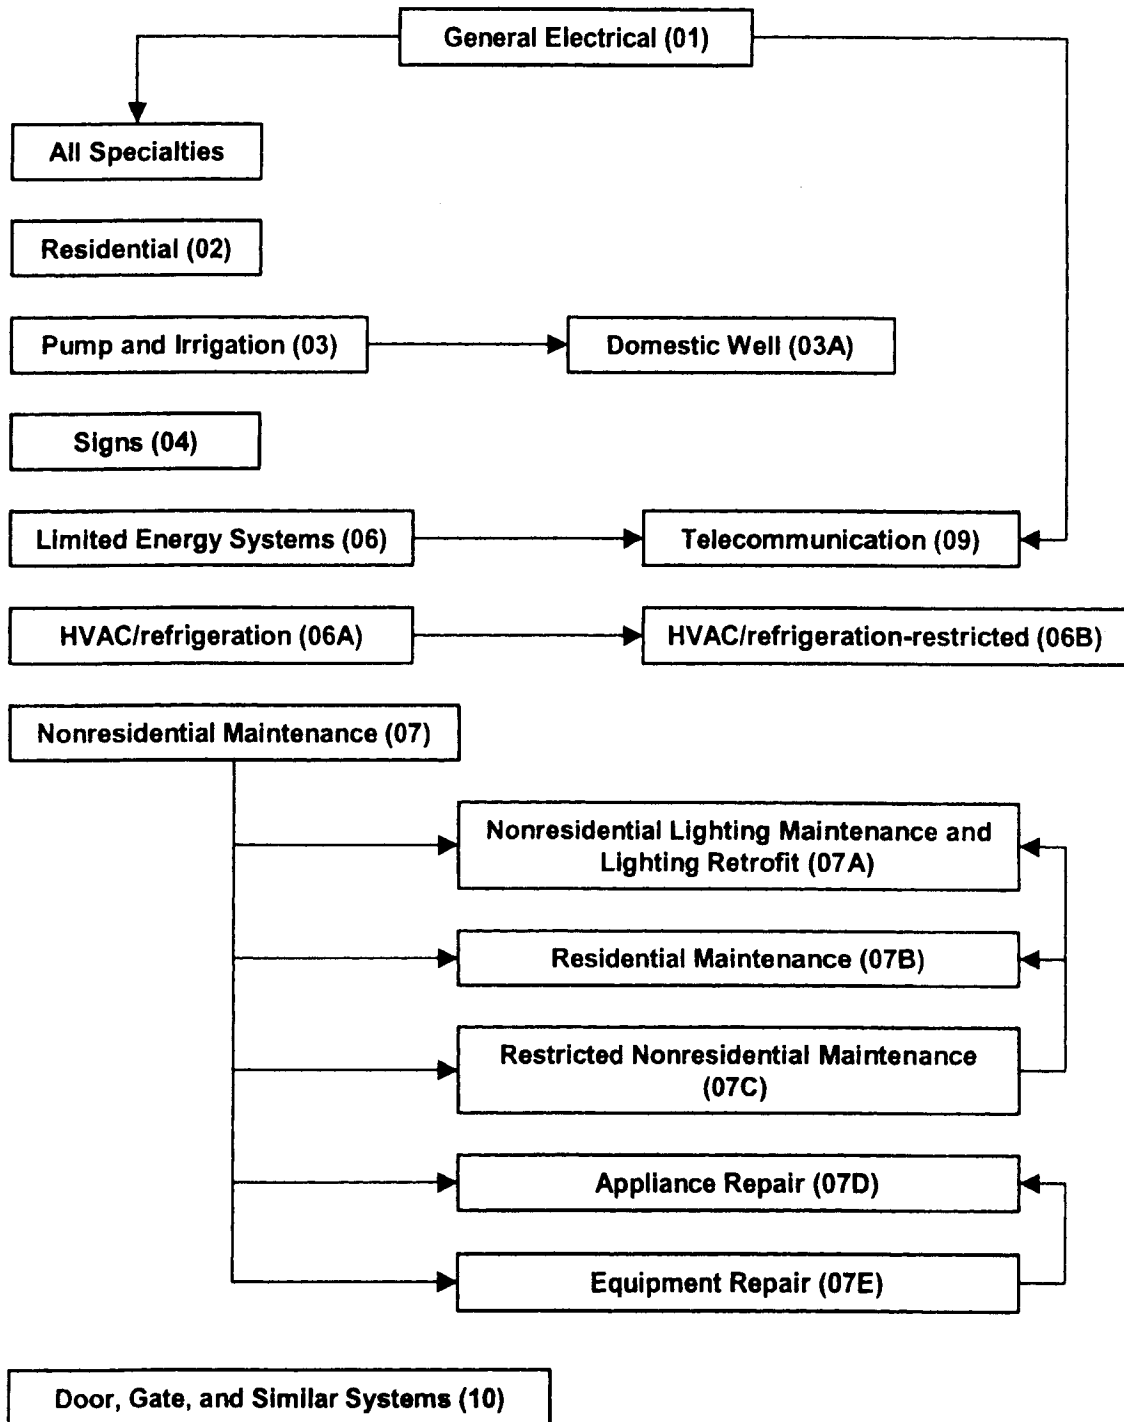 General Electrical (01)
All Specialties
Residential (02)
Pump and Irrigation (03)
Domestic Well (03A)
Signs (04)
Limited Energy Systems (06)
Telecommunication (09)
HVAC/refrigeration (06A)
HVAC/refrigeration-restricted (06B)
Nonresidential Maintenance (07)
Nonresidential Lighting Maintenance and
Lighting Retrofit (07A)
Residential Maintenance (07B)
Restricted Nonresidential Maintenance
(07C)
Appliance Repair (07D)
Equipment Repair (07E)
Door, Gate, and Similar Systems (10)